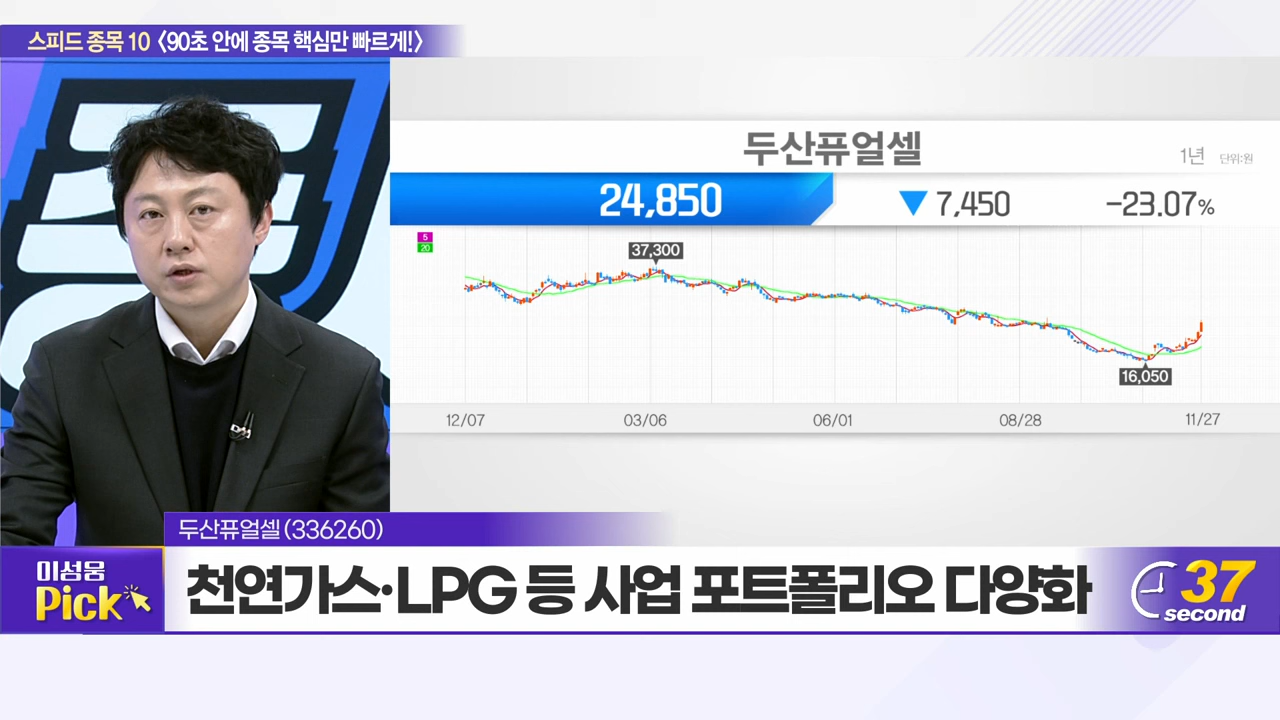 스피드 종목 10 〈90초 안에 종목 핵심만 빠르게!〉
두산퓨얼셀
1년 단위:원
24,850 ▼ 7,450 -23.07%
5
20
37,300
16,050
12/07 03/06 06/01 08/28 11/27
두산퓨얼셀 (336260)
이성웅
Pick
천연가스·LPG 등 사업 포트폴리오 다양화
37
second